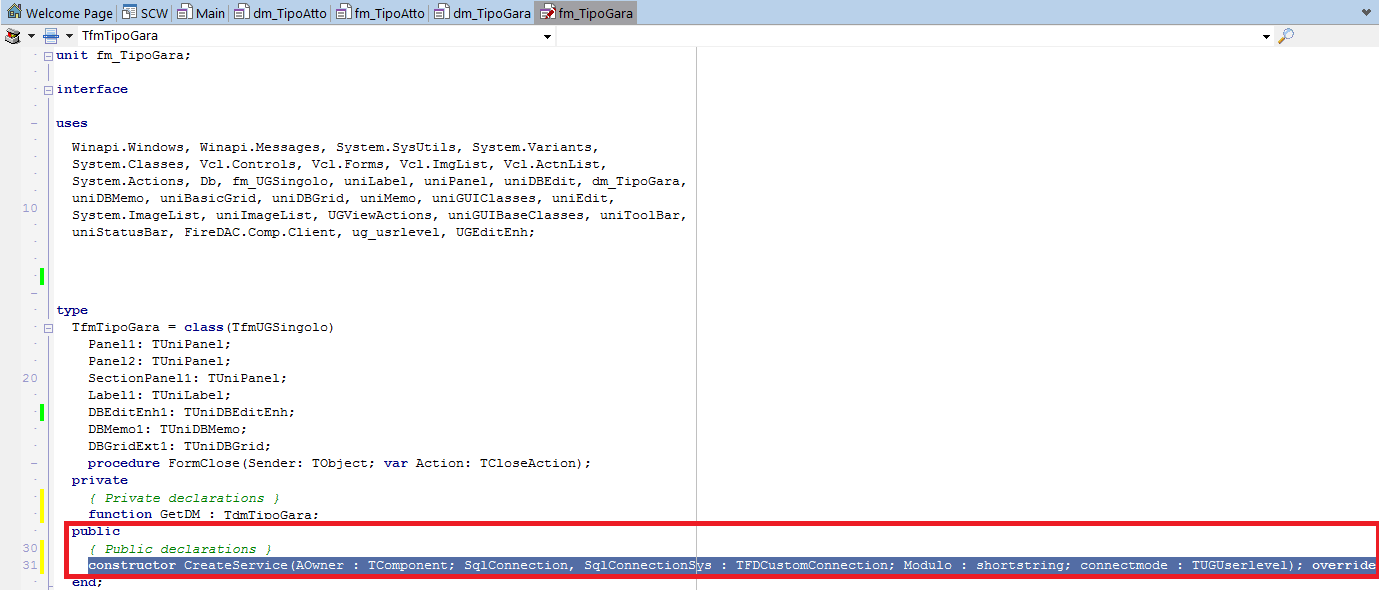 Welcome Page SCW Main dm_TipoAtto fm_TipoAtto dm_TipoGara fm_TipoGara
TfmTipoGara
unit fm_TipoGara;
interface
uses
Winapi.Windows, Winapi.Messages, System.SysUtils, System.Variants,
System.Classes, Vcl.Controls, Vcl.Forms, Vcl.ImgList, Vcl.ActnList,
System.Actions, Db, fm_UGSingolo, uniLabel, uniPanel, uniDBEdit, dm_TipoGara,
10 uniDBMemo, uniBasicGrid, uniDBGrid, uniMemo, uniGUIClasses, uniEdit,
System.ImageList, uniImageList, UGViewActions, uniGUIBaseClasses, uniToolBar,
uniStatusBar, FireDAC.Comp.Client, ug_usrlevel, UGEditEnh;
type
TfmTipoGara = class(TfmUGSingolo)
Panel1: TUniPanel;
Panel2: TUniPanel;
20 SectionPanel1: TUniPanel;
Label1: TUniLabel;
DBEditEnh1: TUniDBEditEnh;
DBMemo1: TUniDBMemo;
DBGridExt1: TUniDBGrid;
procedure FormClose(Sender: TObject; var Action: TCloseAction);
private
{ Private declarations }
function GetDM : TdmTipoGara;
public
30 { Public declarations }
31 constructor CreateService(AOwner : TComponent; SqlConnection, SqlConnectionSys : TFDCustomConnection; Modulo : shortstring; connectmode : TUGUserlevel); override
end;